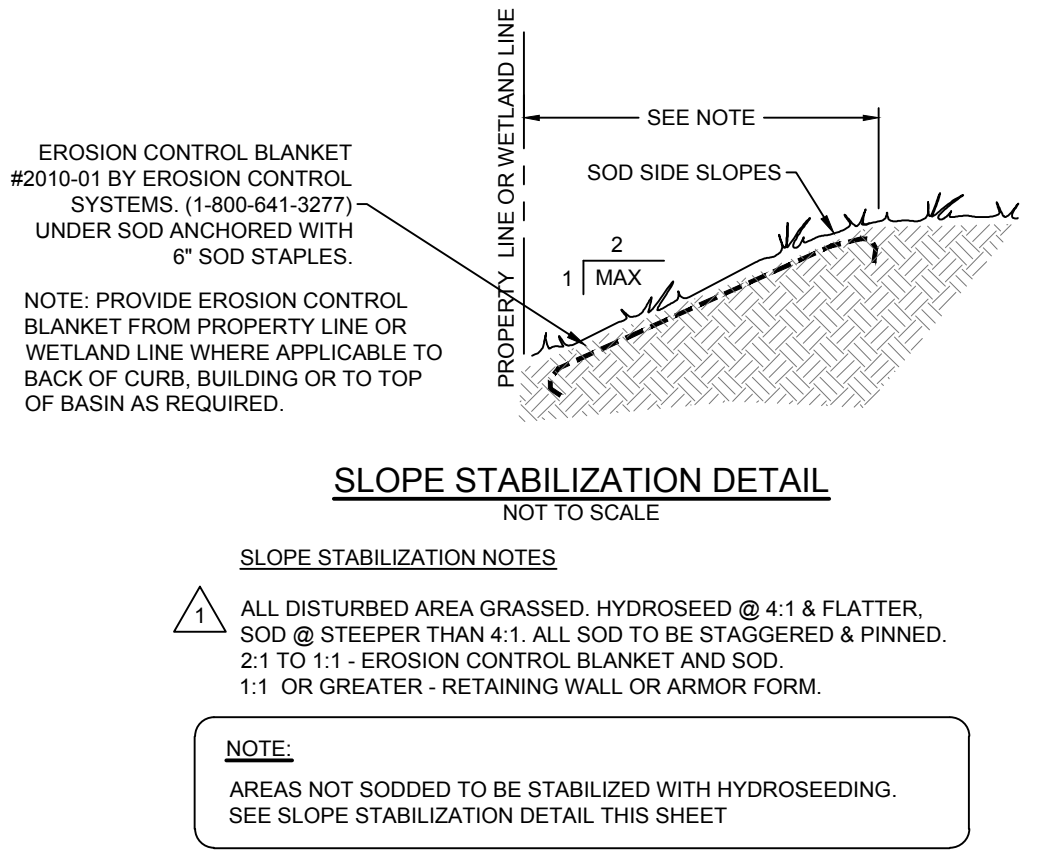 PROPERTY LINE OR WETLAND LINE
SEE NOTE
SOD SIDE SLOPES
2
1 MAX
EROSION CONTROL BLANKET
#2010-01 BY EROSION CONTROL
SYSTEMS. (1-800-641-3277)
UNDER SOD ANCHORED WITH
6" SOD STAPLES.
NOTE: PROVIDE EROSION CONTROL
BLANKET FROM PROPERTY LINE OR
WETLAND LINE WHERE APPLICABLE TO
BACK OF CURB, BUILDING OR TO TOP
OF BASIN AS REQUIRED.
SLOPE STABILIZATION DETAIL
NOT TO SCALE
SLOPE STABILIZATION NOTES
1
ALL DISTURBED AREA GRASSED. HYDROSEED @ 4:1 & FLATTER,
SOD @ STEEPER THAN 4:1. ALL SOD TO BE STAGGERED & PINNED.
2:1 TO 1:1 - EROSION CONTROL BLANKET AND SOD.
1:1 OR GREATER - RETAINING WALL OR ARMOR FORM.
NOTE:
AREAS NOT SODDED TO BE STABILIZED WITH HYDROSEEDING.
SEE SLOPE STABILIZATION DETAIL THIS SHEET